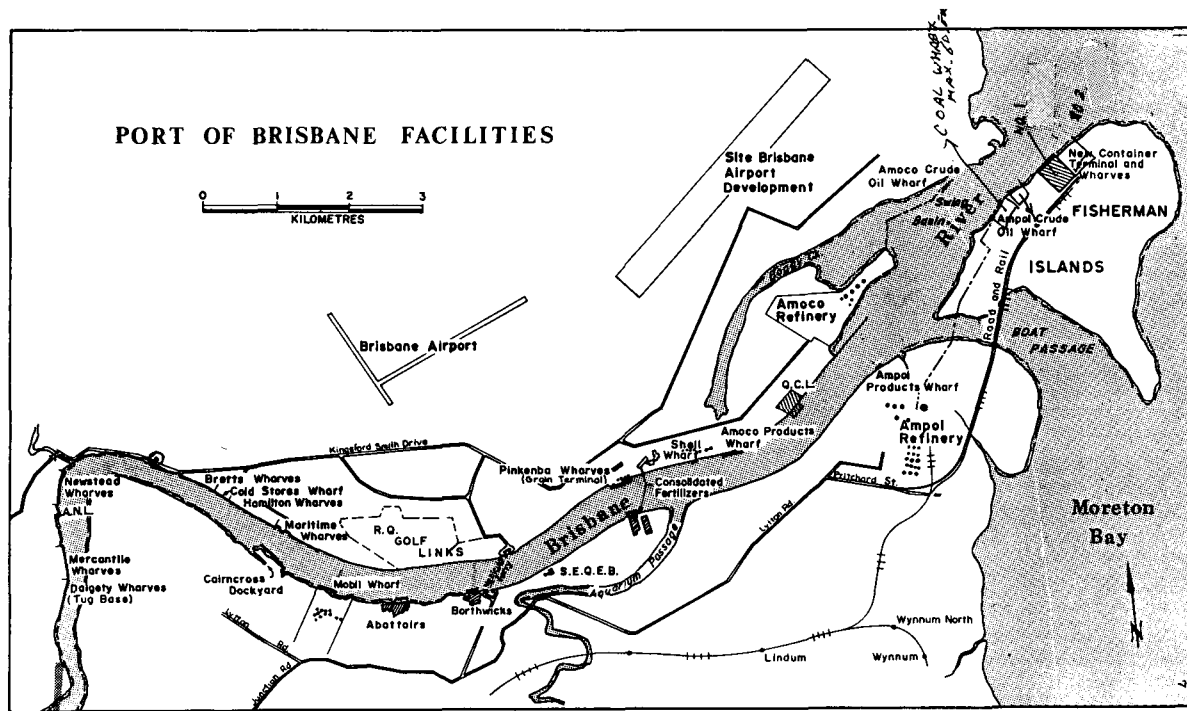 PORT OF BRISBANE FACILITIES
0 1 2 3
KILOMETRES
COAL WHARF
MAX.
NO. 1
NO 2
Site Brisbane
Airport
Development
Amoco Crude
Oil Wharf
Swing
Basin
River
New Container
Terminal and
Wharves
Ampol Crude
Oil Wharf
FISHERMAN
ISLANDS
Road and Rail
BOAT
PASSAGE
Amoco
Refinery
Brisbane Airport
Q.C.L.
Ampol
Products Wharf
Ampol
Refinery
Pritchard St.
Lytton Rd
Amoco Products
Wharf
Shell
Wharf
Pinkenba Wharves
(Grain Terminal)
Consolidated
Fertilizers
Kingsford Smith Drive
Newstead
Wharves
A.N.L.
Bretts Wharves
Cold Stores Wharf
Hamilton Wharves
Maritime
Wharves
R.Q.
GOLF
LINKS
Brisbane
Mercantile
Wharves
Dalgety Wharves
(Tug Base)
Cairncross
Dockyard
Mobil Wharf
Abattoirs
Borthwicks
S.E.Q.E.B.
Aquarium Passage
Junction Rd
Lindum
Wynnum North
Wynnum
Moreton
Bay
N